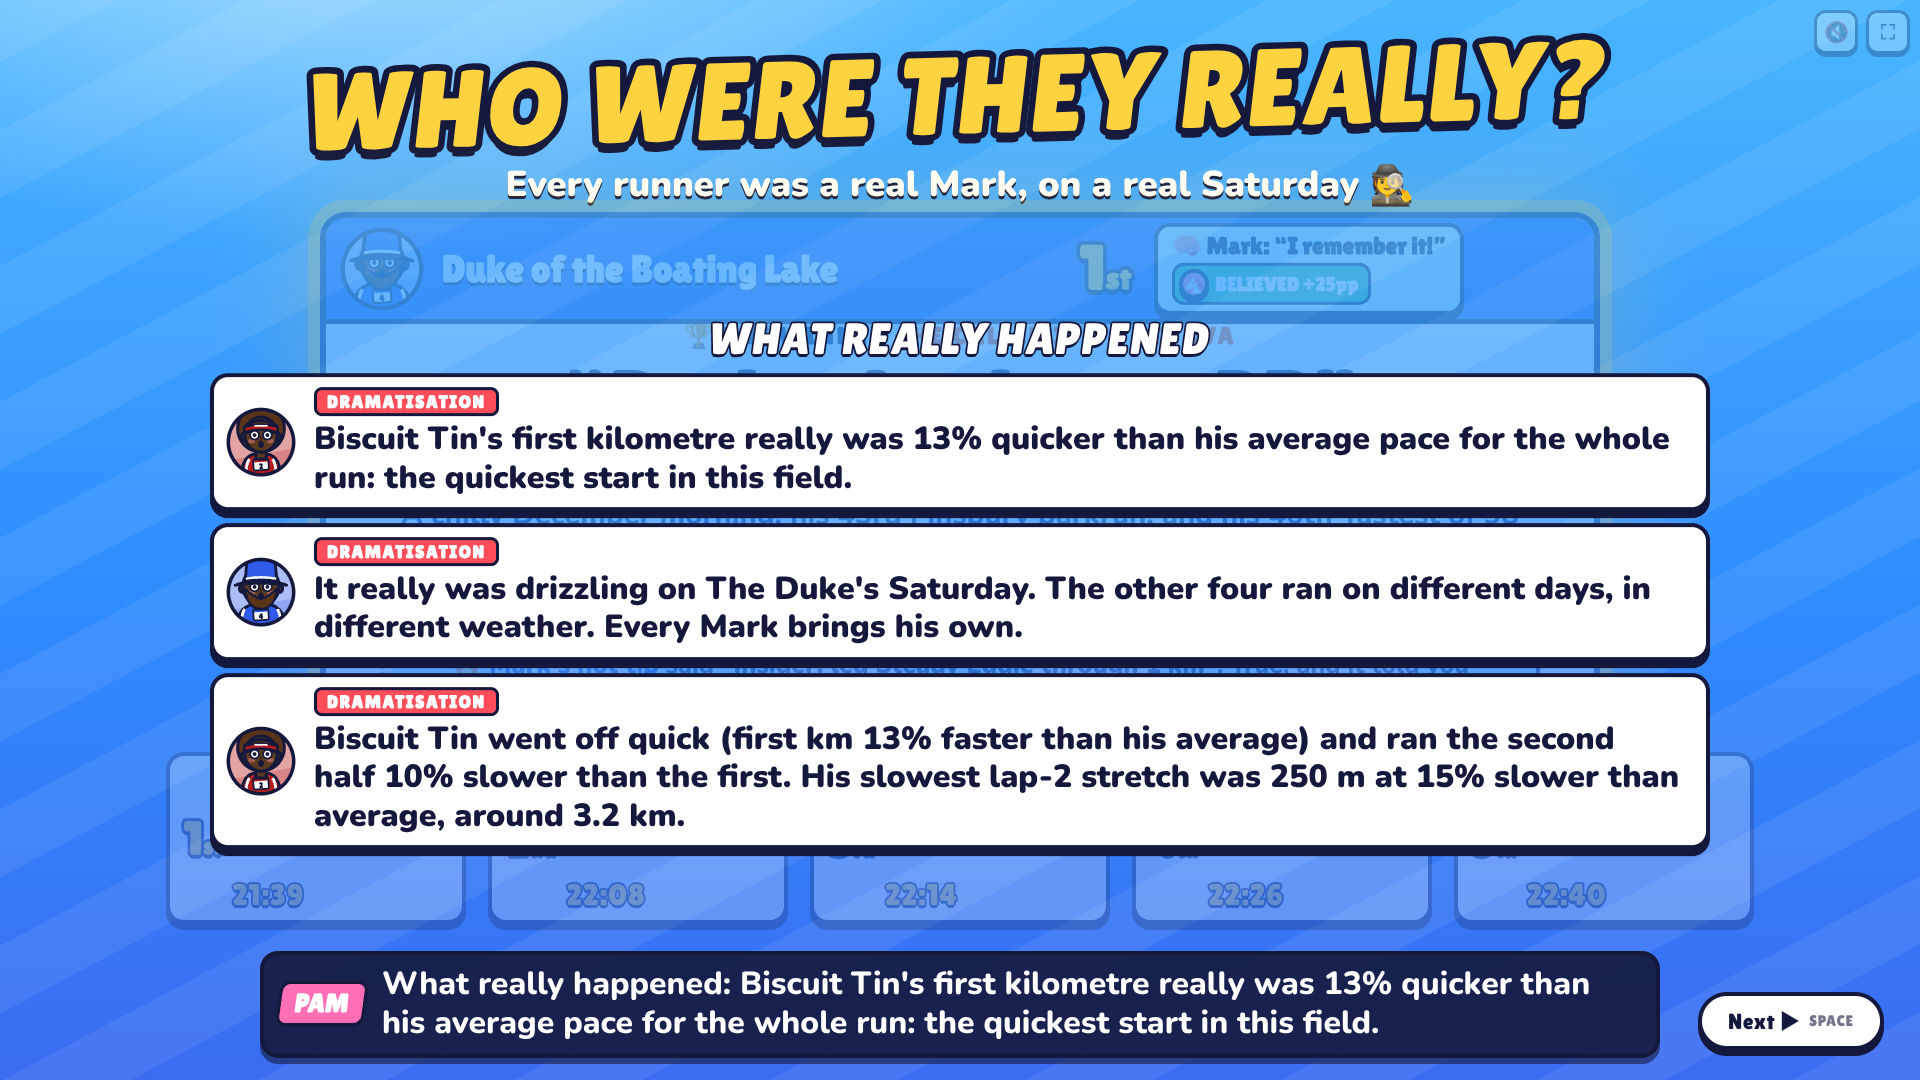 WHO WERE THEY REALLY?
Every runner was a real Mark, on a real Saturday
Duke of the Boating Lake
1st
Mark: "I remember it!"
BELIEVED +25pp
WHAT REALLY HAPPENED
DRAMATISATION
Biscuit Tin's first kilometre really was 13% quicker than his average pace for the whole
run: the quickest start in this field.
DRAMATISATION
It really was drizzling on The Duke's Saturday. The other four ran on different days, in
different weather. Every Mark brings his own.
DRAMATISATION
Biscuit Tin went off quick (first km 13% faster than his average) and ran the second
half 10% slower than the first. His slowest lap-2 stretch was 250 m at 15% slower than
average, around 3.2 km.
21:39
22:08
22:14
22:26
22:40
PAM
What really happened: Biscuit Tin's first kilometre really was 13% quicker than
his average pace for the whole run: the quickest start in this field.
Next ▶ SPACE